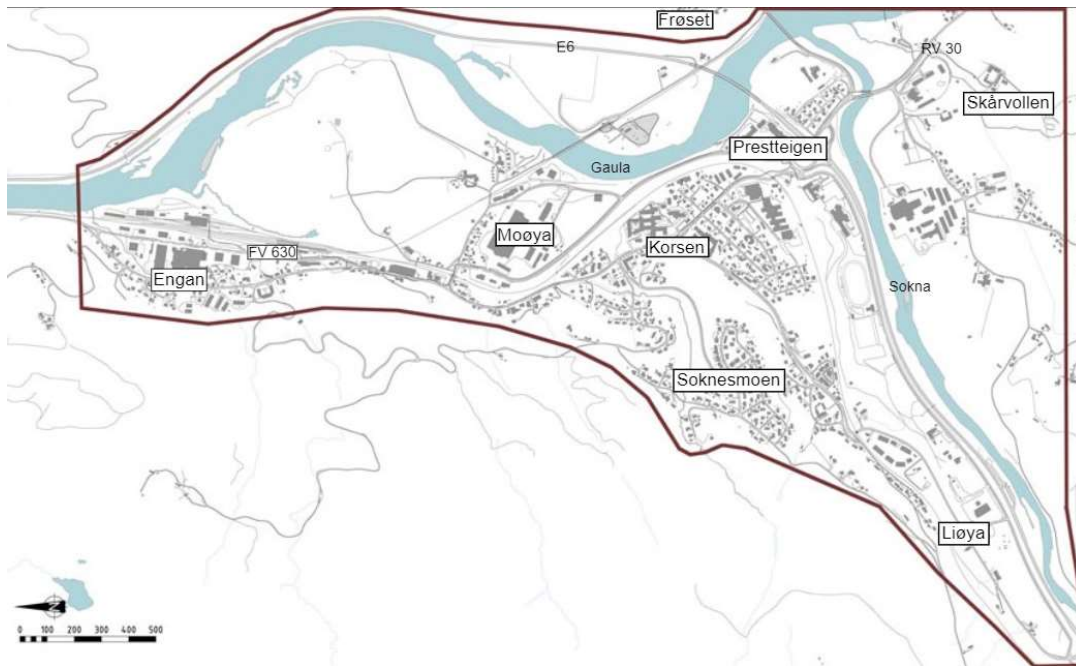 Frøset
E6
RV 30
Skårvollen
Prestteigen
Gaula
Moøya
Korsen
FV 630
Engan
Sokna
Soknesmoen
Liøya
N
0 100 200 300 400 500